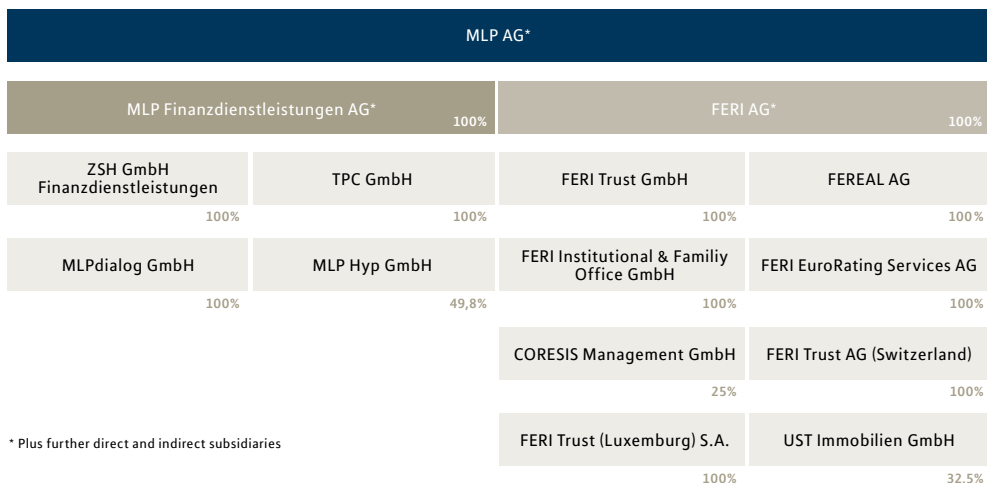 MLP AG*
MLP Finanzdienstleistungen AG*
100%
FERI AG*
100%
ZSH GmbH
Finanzdienstleistungen
100%
TPC GmbH
100%
FERI Trust GmbH
100%
FEREAL AG
100%
MLPdialog GmbH
100%
MLP Hyp GmbH
49,8%
FERI Institutional & Familiy
Office GmbH
100%
FERI EuroRating Services AG
100%
CORESIS Management GmbH
25%
FERI Trust AG (Switzerland)
100%
* Plus further direct and indirect subsidiaries
FERI Trust (Luxemburg) S.A.
100%
UST Immobilien GmbH
32.5%